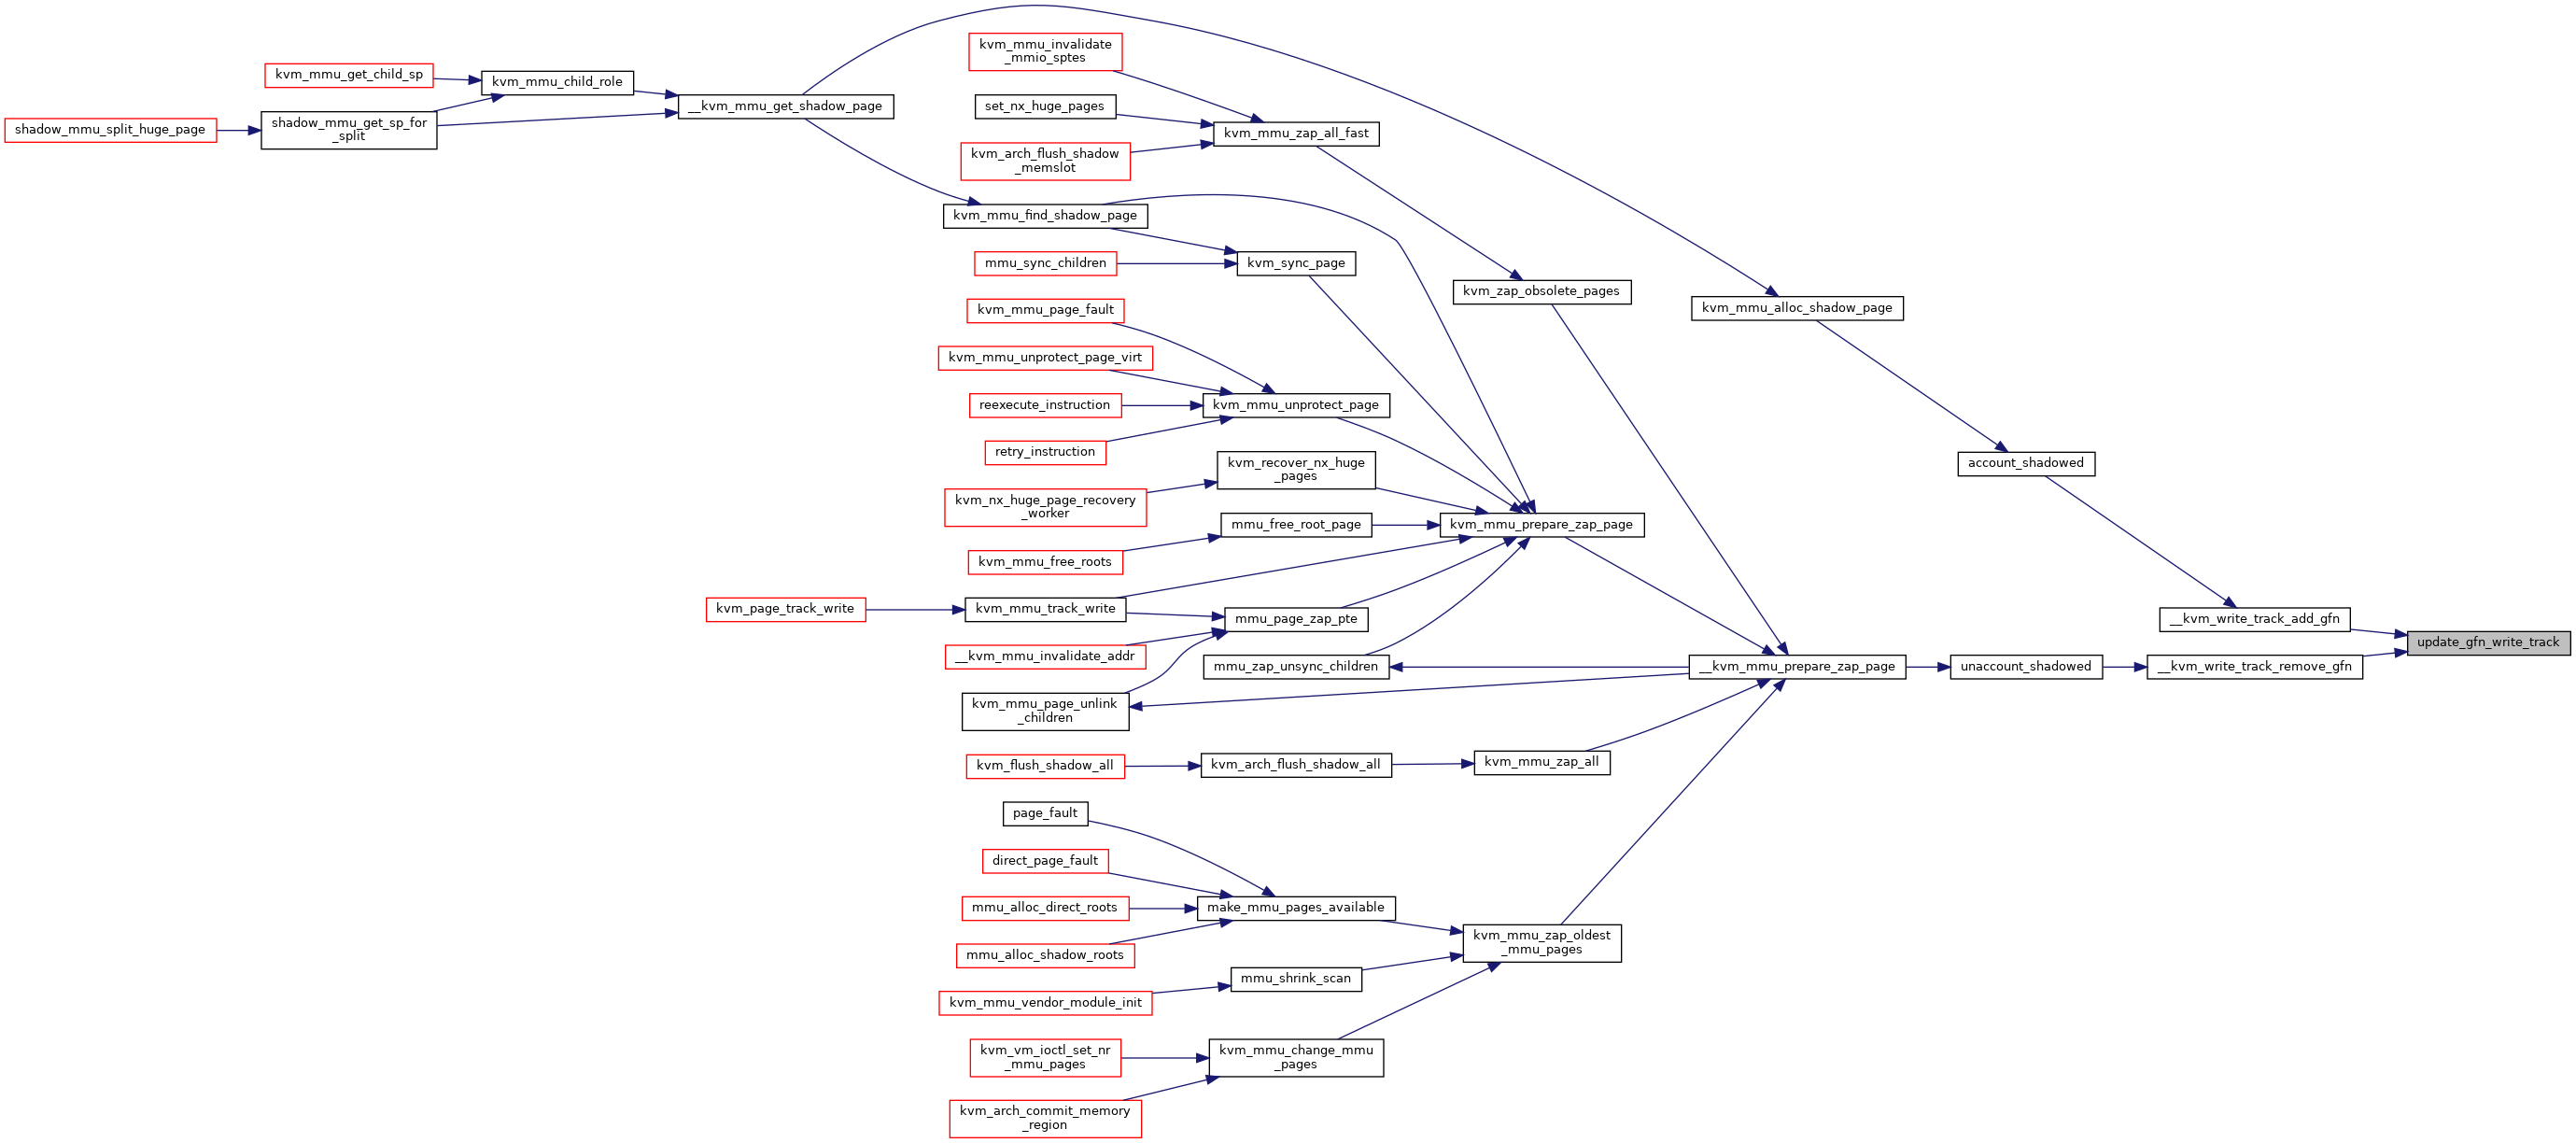 kvm_mmu_invalidate
_mmio_sptes
kvm_mmu_get_child_sp
kvm_mmu_child_role
__kvm_mmu_get_shadow_page
set_nx_huge_pages
shadow_mmu_split_huge_page
shadow_mmu_get_sp_for
_split
kvm_mmu_zap_all_fast
kvm_arch_flush_shadow
_memslot
kvm_mmu_find_shadow_page
mmu_sync_children
kvm_sync_page
kvm_zap_obsolete_pages
kvm_mmu_alloc_shadow_page
kvm_mmu_page_fault
kvm_mmu_unprotect_page_virt
reexecute_instruction
kvm_mmu_unprotect_page
retry_instruction
kvm_recover_nx_huge
_pages
account_shadowed
kvm_nx_huge_page_recovery
_worker
mmu_free_root_page
kvm_mmu_prepare_zap_page
kvm_mmu_free_roots
kvm_page_track_write
kvm_mmu_track_write
mmu_page_zap_pte
__kvm_write_track_add_gfn
update_gfn_write_track
__kvm_mmu_invalidate_addr
mmu_zap_unsync_children
__kvm_mmu_prepare_zap_page
unaccount_shadowed
__kvm_write_track_remove_gfn
kvm_mmu_page_unlink
_children
kvm_flush_shadow_all
kvm_arch_flush_shadow_all
kvm_mmu_zap_all
page_fault
direct_page_fault
mmu_alloc_direct_roots
make_mmu_pages_available
mmu_alloc_shadow_roots
kvm_mmu_zap_oldest
_mmu_pages
mmu_shrink_scan
kvm_mmu_vendor_module_init
kvm_vm_ioctl_set_nr
_mmu_pages
kvm_mmu_change_mmu
_pages
kvm_arch_commit_memory
_region